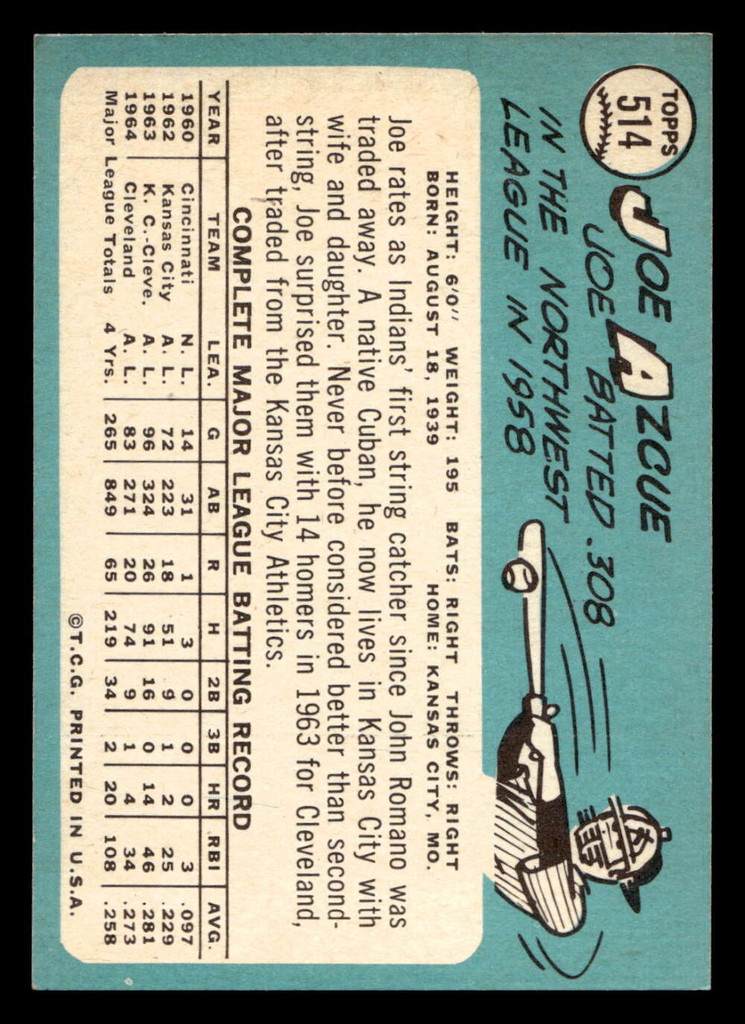 TOPPS
514
JOE AZCUE
JOE BATTED .308
IN THE NORTHWEST
LEAGUE IN 1958
HEIGHT: 6'0" WEIGHT: 195 BATS: RIGHT THROWS: RIGHT
BORN: AUGUST 18, 1939 HOME: KANSAS CITY, MO.
Joe rates as Indians' first string catcher since John Romano was
traded away. A native Cuban, he now lives in Kansas City with
wife and daughter. Never before considered better than second-
string, Joe surprised them with 14 homers in 1963 for Cleveland,
after traded from the Kansas City Athletics.
COMPLETE MAJOR LEAGUE BATTING RECORD
YEAR TEAM LEA. G AB R H 2B 3B HR RBI AVG.
1960 Cincinnati N. L. 14 31 1 3 0 0 0 3 .097
1962 Kansas City A. L. 72 223 18 51 9 1 2 25 .229
1963 K. C.-Cleve. A. L. 96 324 26 91 16 0 14 46 .281
1964 Cleveland A. L. 83 271 20 74 9 1 4 34 .273
Major League Totals 4 Yrs. 265 849 65 219 34 2 20 108 .258
©T.C.G. PRINTED IN U.S.A.